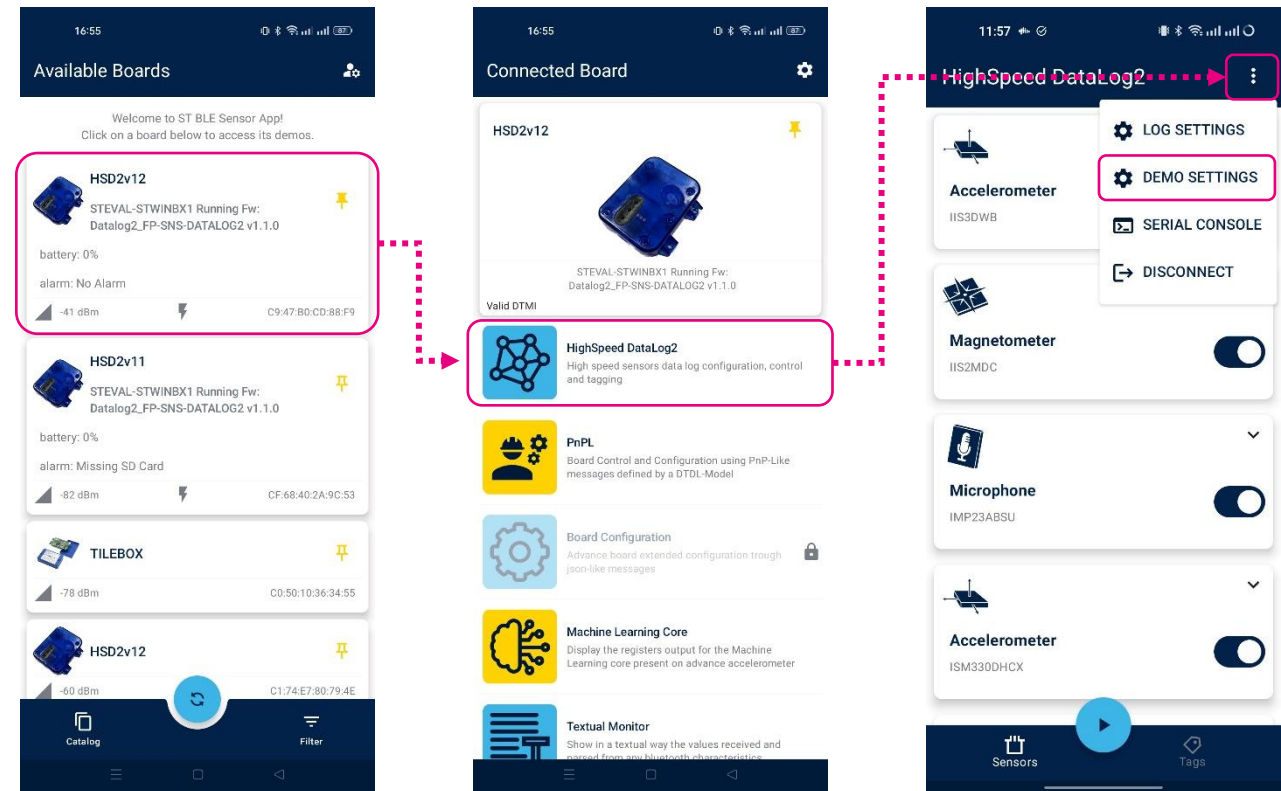 16:55
87
Available Boards
Welcome to ST BLE Sensor App!
Click on a board below to access its demos.
HSD2v12
STEVAL-STWINBX1 Running Fw:
Datalog2_FP-SNS-DATALOG2 v1.1.0
battery: 0%
alarm: No Alarm
-41 dBm
C9:47:B0:CD:88:F9
HSD2v11
STEVAL-STWINBX1 Running Fw:
Datalog2_FP-SNS-DATALOG2 v1.1.0
battery: 0%
alarm: Missing SD Card
-82 dBm
CF:68:40:2A:9C:53
TILEBOX
-78 dBm
C0:50:10:36:34:55
HSD2v12
-60 dBm
C1:74:E7:80:79:4E
Catalog
Filter
16:55
87
Connected Board
HSD2v12
STEVAL-STWINBX1 Running Fw:
Datalog2_FP-SNS-DATALOG2 v1.1.0
Valid DTMI
HighSpeed DataLog2
High speed sensors data log configuration, control
and tagging
PnPL
Board Control and Configuration using PnP-Like
messages defined by a DTDL-Model
Board Configuration
Advance board extended configuration trough
json-like messages
Machine Learning Core
Display the registers output for the Machine
Learning core present on advance accelerometer
Textual Monitor
Show in a textual way the values received and
parsed from any bluetooth characteristics
11:57
HighSpeed DataLog2
LOG SETTINGS
DEMO SETTINGS
SERIAL CONSOLE
DISCONNECT
Accelerometer
IIS3DWB
Magnetometer
IIS2MDC
Microphone
IMP23ABSU
Accelerometer
ISM330DHCX
Sensors
Tags